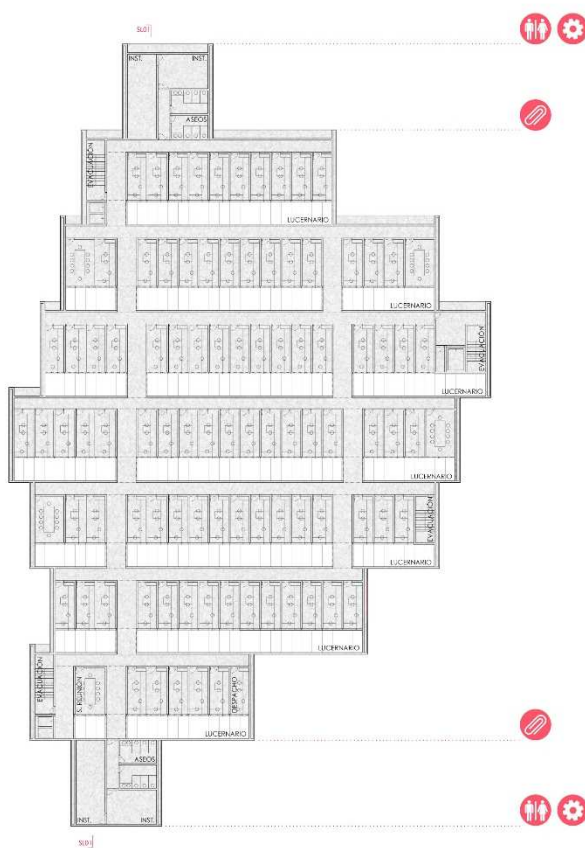 SL01
INST.
INST.
ASEOS
EVACUACIÓN
LUCERNARIO
LUCERNARIO
EVACUACIÓN
LUCERNARIO
LUCERNARIO
EVACUACIÓN
LUCERNARIO
LUCERNARIO
EVACUACIÓN
S. REUNIÓN
DESPACHO
LUCERNARIO
ASEOS
INST.
INST.
SL01